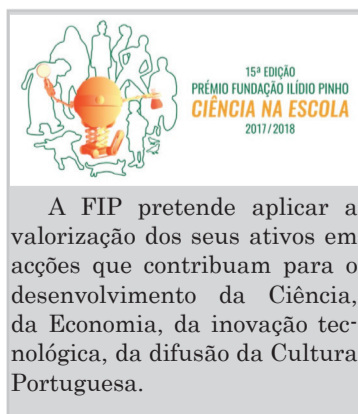 15ª EDIÇÃO
PRÉMIO FUNDAÇÃO ILÍDIO PINHO
CIÊNCIA NA ESCOLA
2017/2018
A FIP pretende aplicar a
valorização dos seus ativos em
acções que contribuam para o
desenvolvimento da Ciência,
da Economia, da inovação tec-
nológica, da difusão da Cultura
Portuguesa.